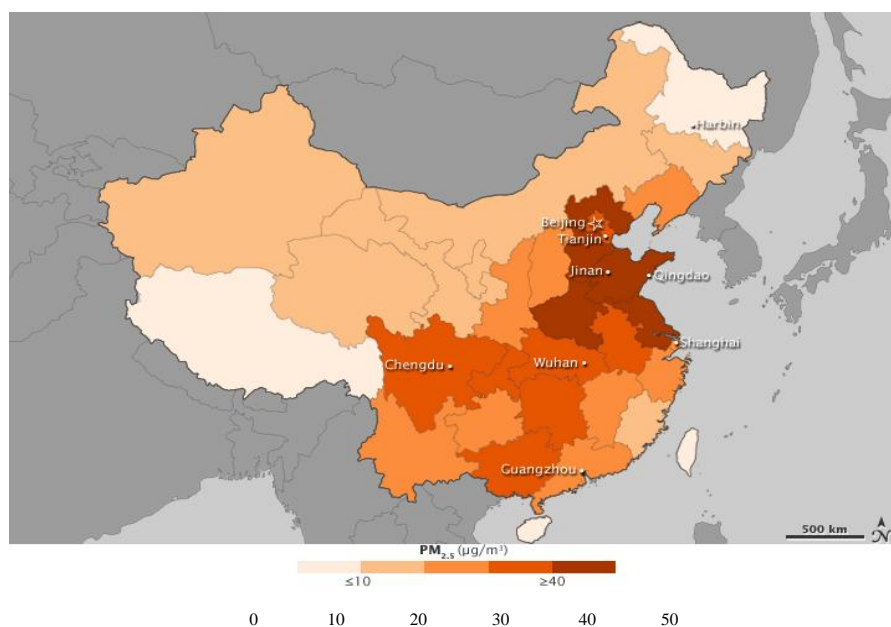 Harbin
Beijing
Tianjin
Jinan
Qingdao
Shanghai
Chengdu
Wuhan
Guangzhou
500 km
N
PM2.5 (µg/m³)
≤10 ≥40
0 10 20 30 40 50